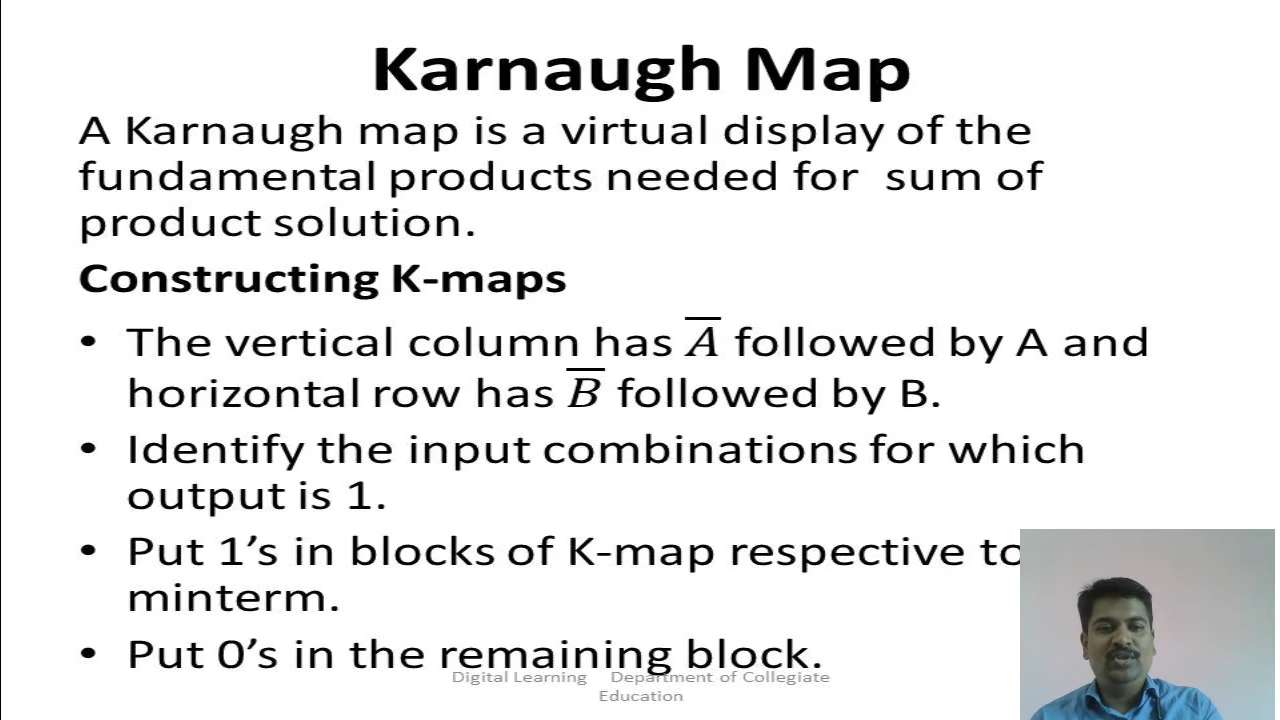 Karnaugh Map
A Karnaugh map is a virtual display of the
fundamental products needed for sum of
product solution.
Constructing K-maps
• The vertical column has A̅ followed by A and
horizontal row has B̅ followed by B.
• Identify the input combinations for which
output is 1.
• Put 1’s in blocks of K-map respective to
minterm.
• Put 0’s in the remaining block.
Digital Learning Department of Collegiate
Education